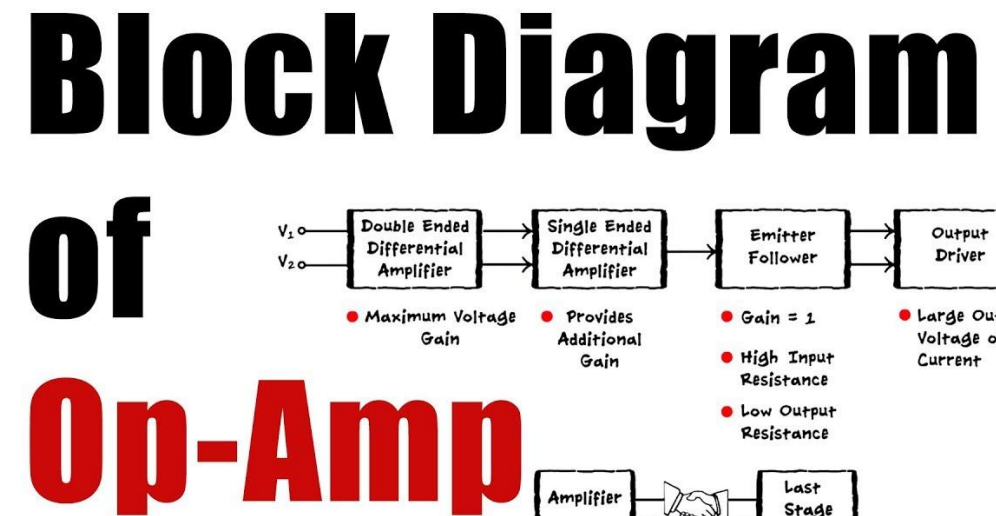 Block Diagram
of
Op-Amp
V₁
V₂
Double Ended
Differential
Amplifier
Single Ended
Differential
Amplifier
Emitter
Follower
Output
Driver
Maximum Voltage
Gain
Provides
Additional
Gain
Gain = 1
High Input
Resistance
Low Output
Resistance
Large
Voltage
Current
Amplifier
Last
Stage